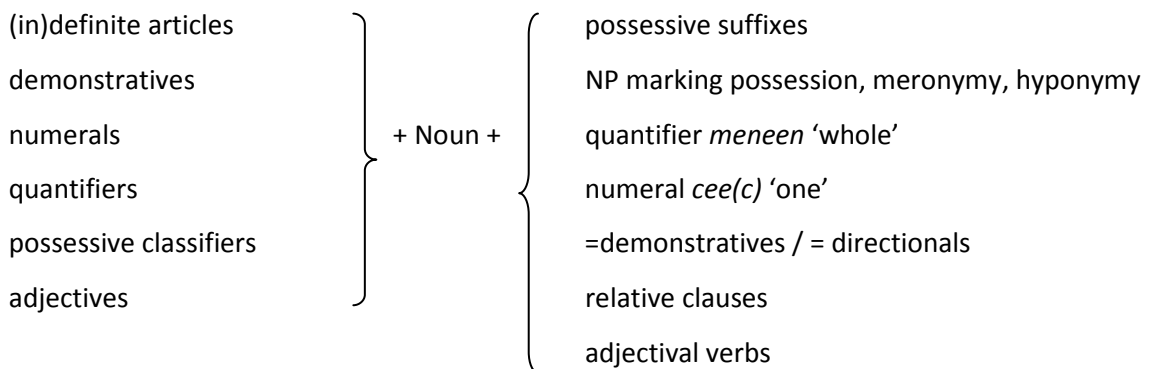 (in)definite articles possessive suffixes
demonstratives NP marking possession, meronymy, hyponymy
numerals + Noun + quantifier meneen ‘whole’
quantifiers numeral cee(c) ‘one’
possessive classifiers =demonstratives / = directionals
adjectives relative clauses
adjectival verbs